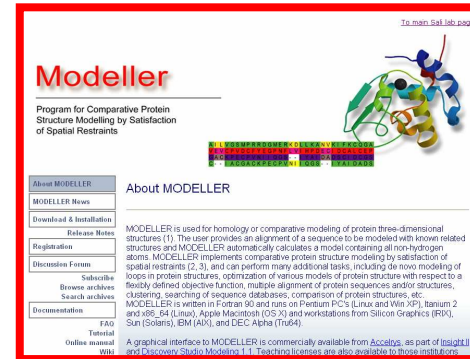 To main Sali lab pag
Modeller
Program for Comparative Protein
Structure Modelling by Satisfaction
of Spatial Restraints
About MODELLER
MODELLER News
Download & Installation
Release Notes
Registration
Discussion Forum
Subscribe
Browse archives
Search archives
Documentation
FAQ
Tutorial
Online manual
Wiki
About MODELLER
MODELLER is used for homology or comparative modeling of protein three-dimensional
structures (1). The user provides an alignment of a sequence to be modeled with known related
structures and MODELLER automatically calculates a model containing all non-hydrogen
atoms. MODELLER implements comparative protein structure modeling by satisfaction of
spatial restraints (2, 3), and can perform many additional tasks, including de novo modeling of
loops in protein structures, optimization of various models of protein structure with respect to a
flexibly defined objective function, multiple alignment of protein sequences and/or structures,
clustering, searching of sequence databases, comparison of protein structures, etc.
MODELLER is written in Fortran 90 and runs on Pentium PC's (Linux and Win XP), Itanium 2
and x86_64 (Linux), Apple Macintosh (OS X) and workstations from Silicon Graphics (IRIX),
Sun (Solaris), IBM (AIX), and DEC Alpha (Tru64).
A graphical interface to MODELLER is commercially available from Accelrys, as part of Insight II
and Discovery Studio Modeling 1.1. Teaching licenses are also available to those institutions.